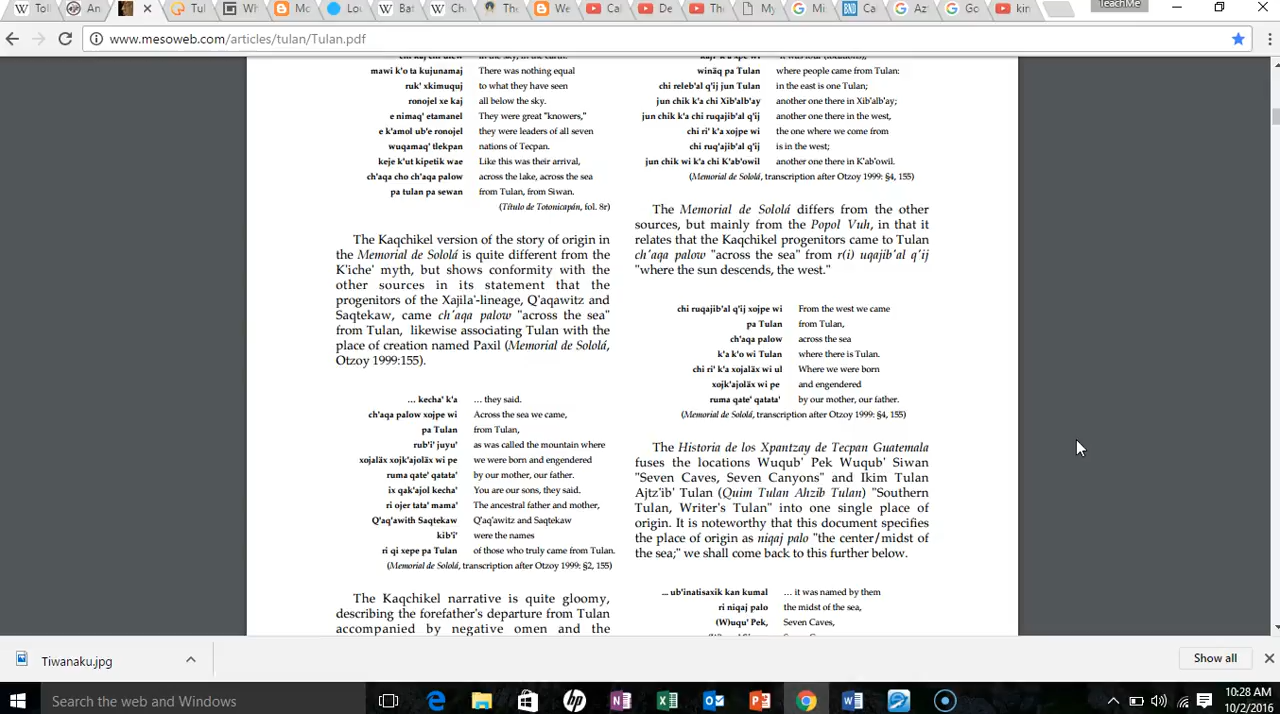 Tol
An
X
Tul
Wi
Mo
Lo
Ba
Ch
The
We
Cal
De
Th
My
Mi
BND
Ca
Az
Go
kin
TeachMe
www.mesoweb.com/articles/tulan/Tulan.pdf
mawi k'o ta kujunamaj There was nothing equal
ruk' xkimuquj to what they have seen
ronojel xe kaj all below the sky.
e nimaq' etamanel They were great "knowers,"
e k'amol ub'e ronojel they were leaders of all seven
wuqamaq' tlekpan nations of Tecpan.
keje k'ut kipetik wae Like this was their arrival,
ch'aqa cho ch'aqa palow across the lake, across the sea
pa tulan pa sewan from Tulan, from Siwan.
(Título de Totonicapán, fol. 8r)
The Kaqchikel version of the story of origin in
the Memorial de Sololá is quite different from the
K'iche' myth, but shows conformity with the
other sources in its statement that the
progenitors of the Xajila'-lineage, Q'aqawitz and
Saqtekaw, came ch'aqa palow "across the sea"
from Tulan, likewise associating Tulan with the
place of creation named Paxil (Memorial de Sololá,
Otzoy 1999:155).
... kecha' k'a ... they said.
ch'aqa palow xojpe wi Across the sea we came,
pa Tulan from Tulan,
rub'i' juyu' as was called the mountain where
xojaläx xojk'ajoläx wi pe we were born and engendered
ruma qate' qatata' by our mother, our father.
ix qak'ajol kecha' You are our sons, they said.
ri ojer tata' mama' The ancestral father and mother,
Q'aq'awith Saqtekaw Q'aq'awitz and Saqtekaw
kib'i' were the names
ri qi xepe pa Tulan of those who truly came from Tulan.
(Memorial de Sololá, transcription after Otzoy 1999: §2, 155)
The Kaqchikel narrative is quite gloomy,
describing the forefather's departure from Tulan
accompanied by negative omen and the
winäq pa Tulan where people came from Tulan:
chi releb'al q'ij jun Tulan in the east is one Tulan;
jun chik k'a chi Xib'alb'ay another one there in Xib'alb'ay;
jun chik k'a chi ruqajib'al q'ij another one there in the west,
chi ri' k'a xojpe wi the one where we come from
chi ruq'ajib'al q'ij is in the west;
jun chik wi k'a chi K'ab'owil another one there in K'ab'owil.
(Memorial de Sololá, transcription after Otzoy 1999: §4, 155)
The Memorial de Sololá differs from the other
sources, but mainly from the Popol Vuh, in that it
relates that the Kaqchikel progenitors came to Tulan
ch'aqa palow "across the sea" from r(i) uqajib'al q'ij
"where the sun descends, the west."
chi ruqajib'al q'ij xojpe wi From the west we came
pa Tulan from Tulan,
ch'aqa palow across the sea
k'a k'o wi Tulan where there is Tulan.
chi ri' k'a xojaläx wi ul Where we were born
xojk'ajoläx wi pe and engendered
ruma qate' qatata' by our mother, our father.
(Memorial de Sololá, transcription after Otzoy 1999: §4, 155)
The Historia de los Xpantzay de Tecpan Guatemala
fuses the locations Wuqub' Pek Wuqub' Siwan
"Seven Caves, Seven Canyons" and Ikim Tulan
Ajtz'ib' Tulan (Quim Tulan Ahzib Tulan) "Southern
Tulan, Writer's Tulan" into one single place of
origin. It is noteworthy that this document specifies
the place of origin as niqaj palo "the center/midst of
the sea;" we shall come back to this further below.
... ub'inatisaxik kan kumal ... it was named by them
ri niqaj palo the midst of the sea,
(W)uqu' Pek, Seven Caves,
Tiwanaku.jpg
Show all
Search the web and Windows
10:28 AM
10/2/2016